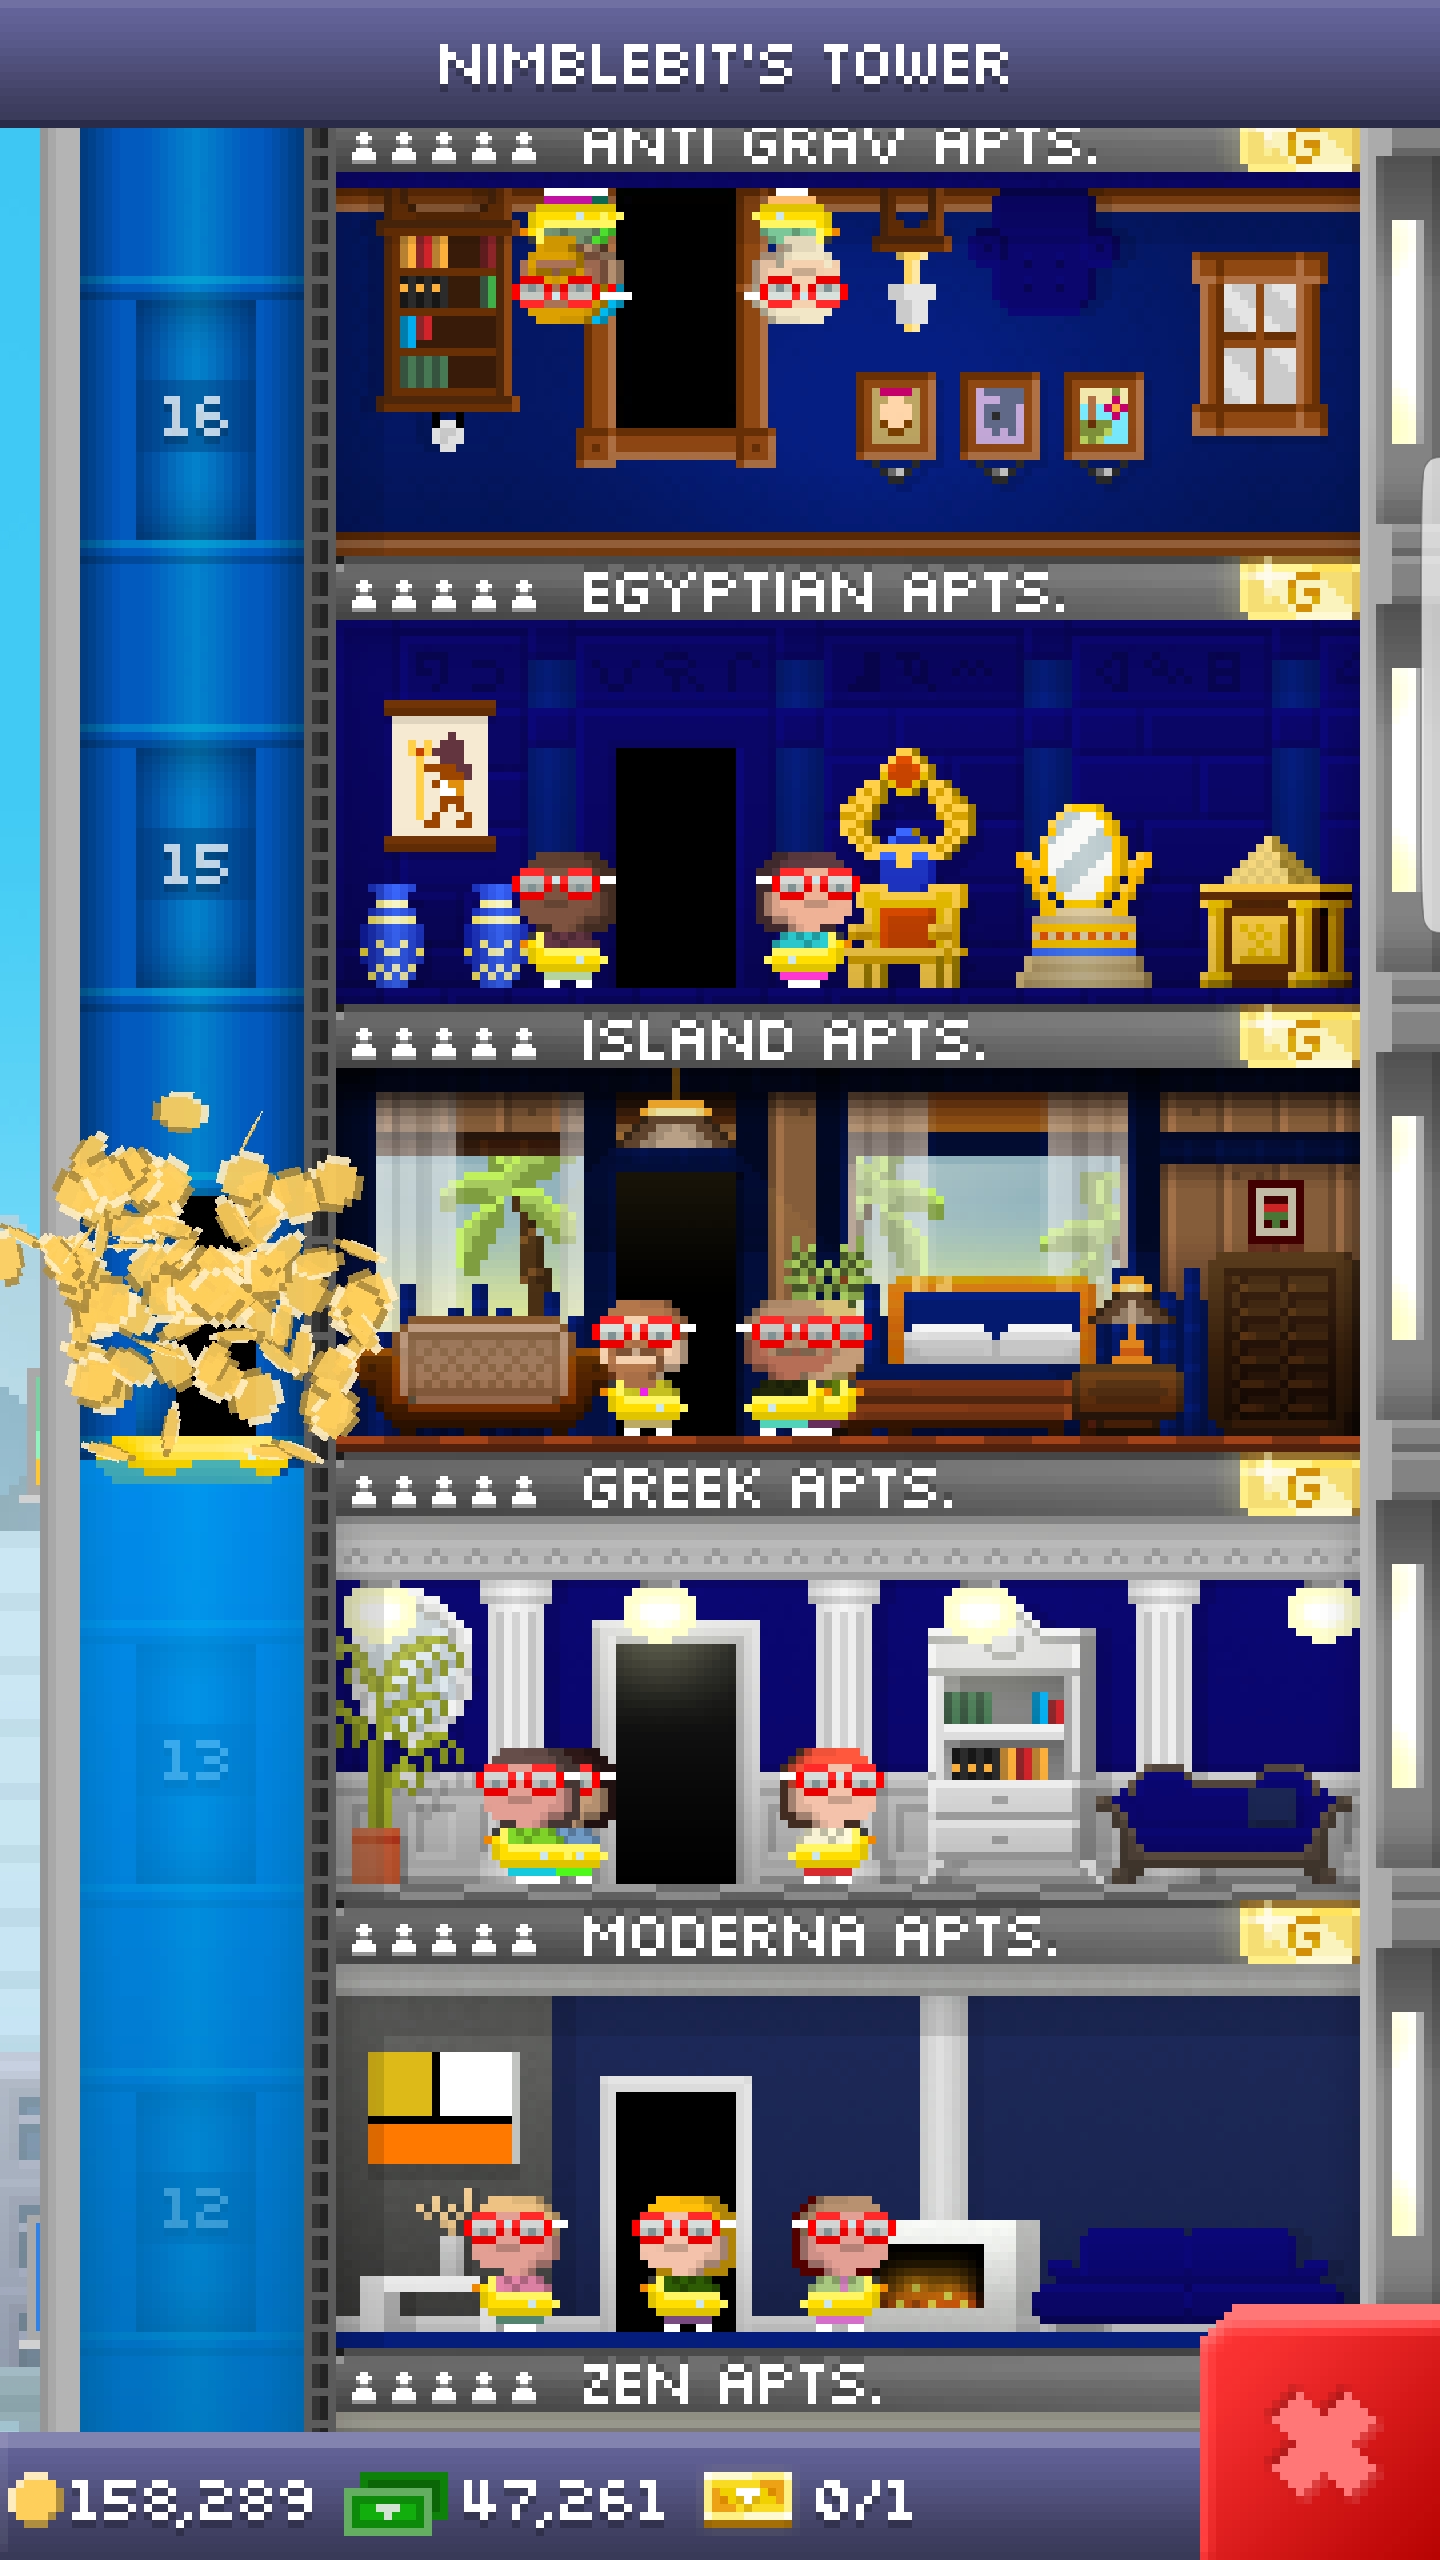 NIMBLEBIT'S TOWER
ANTI GRAV APTS. G
16
EGYPTIAN APTS. G
15
ISLAND APTS. G
GREEK APTS. G
13
MODERNA APTS. G
12
ZEN APTS.
158,289 47,261 0/1